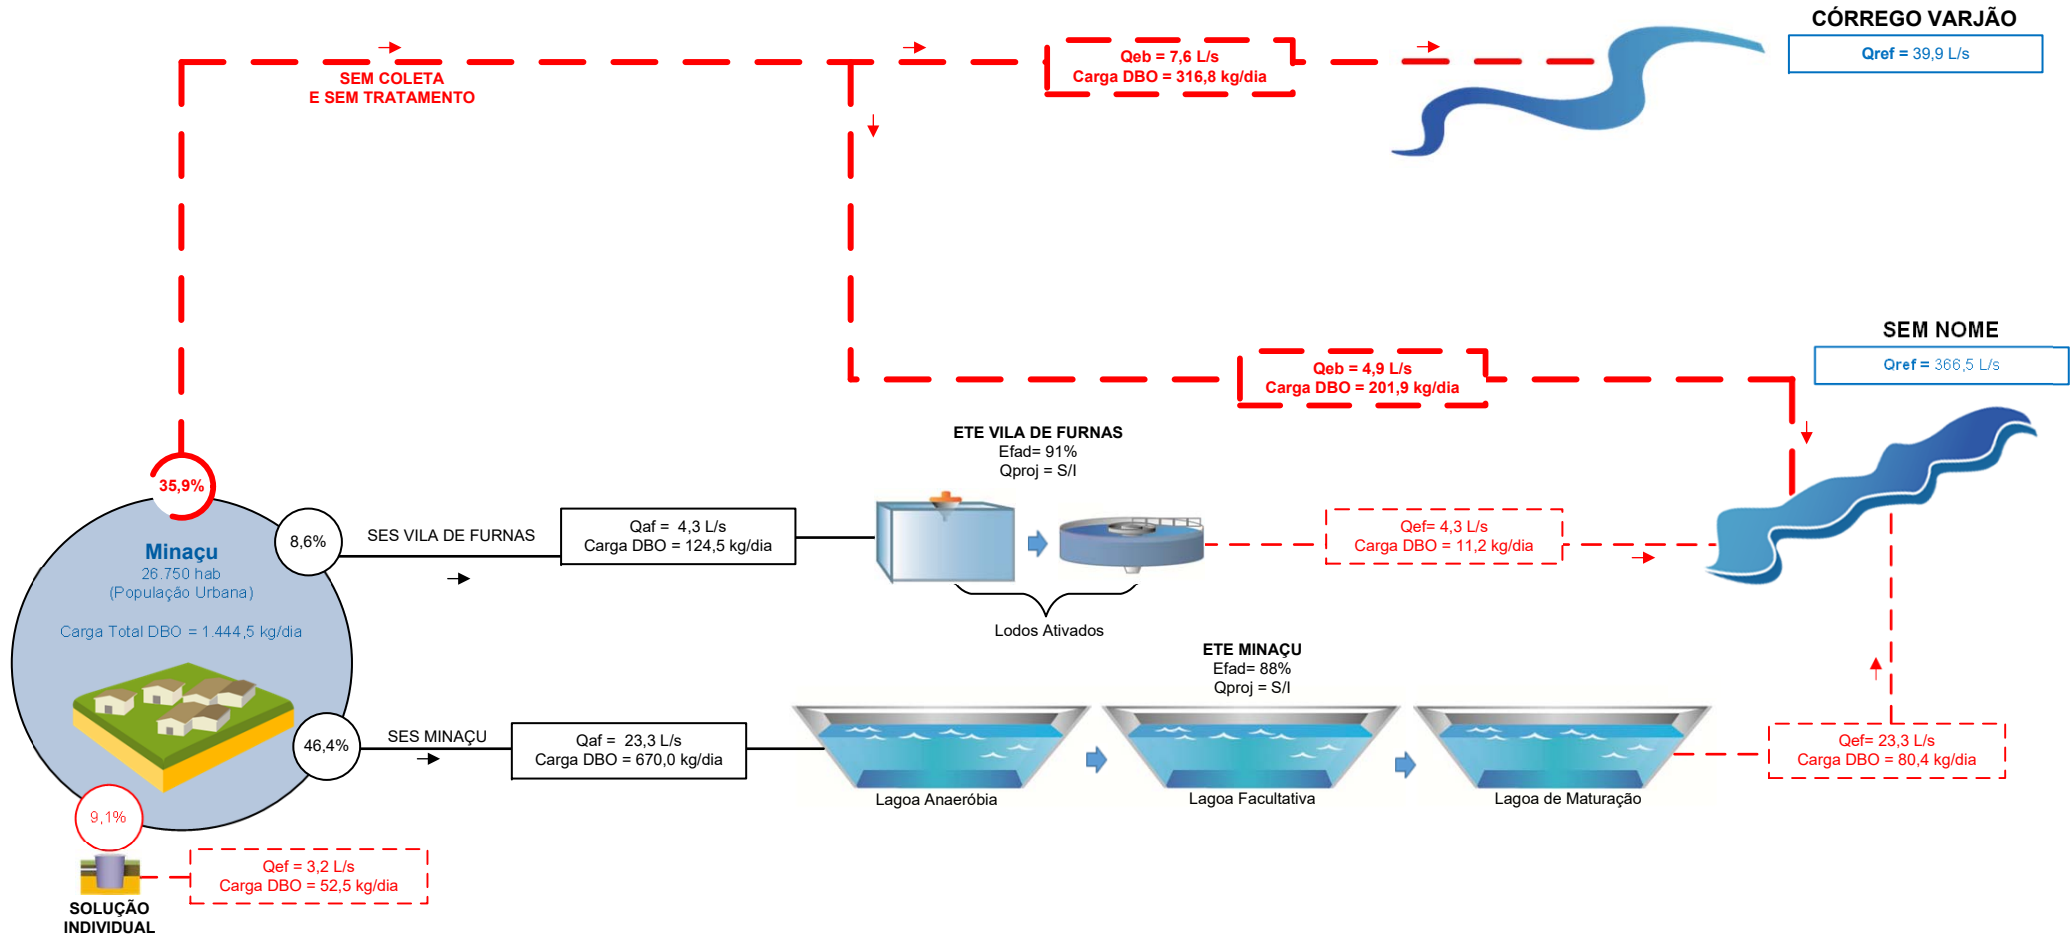 CÓRREGO VARJÃO
Qref = 39,9 L/s
Qeb = 7,6 L/s
Carga DBO = 316,8 kg/dia
SEM COLETA
E SEM TRATAMENTO
SEM NOME
Qref = 366,5 L/s
Qeb = 4,9 L/s
Carga DBO = 201,9 kg/dia
ETE VILA DE FURNAS
Efad= 91%
Qproj = S/I
35,9%
8,6%
SES VILA DE FURNAS
Qaf = 4,3 L/s
Carga DBO = 124,5 kg/dia
Qef= 4,3 L/s
Carga DBO = 11,2 kg/dia
Minaçu
26.750 hab
(População Urbana)
Carga Total DBO = 1.444,5 kg/dia
Lodos Ativados
ETE MINAÇU
Efad= 88%
Qproj = S/I
46,4%
SES MINAÇU
Qaf = 23,3 L/s
Carga DBO = 670,0 kg/dia
Qef= 23,3 L/s
Carga DBO = 80,4 kg/dia
Lagoa Anaeróbia
Lagoa Facultativa
Lagoa de Maturação
9,1%
Qef = 3,2 L/s
Carga DBO = 52,5 kg/dia
SOLUÇÃO
INDIVIDUAL